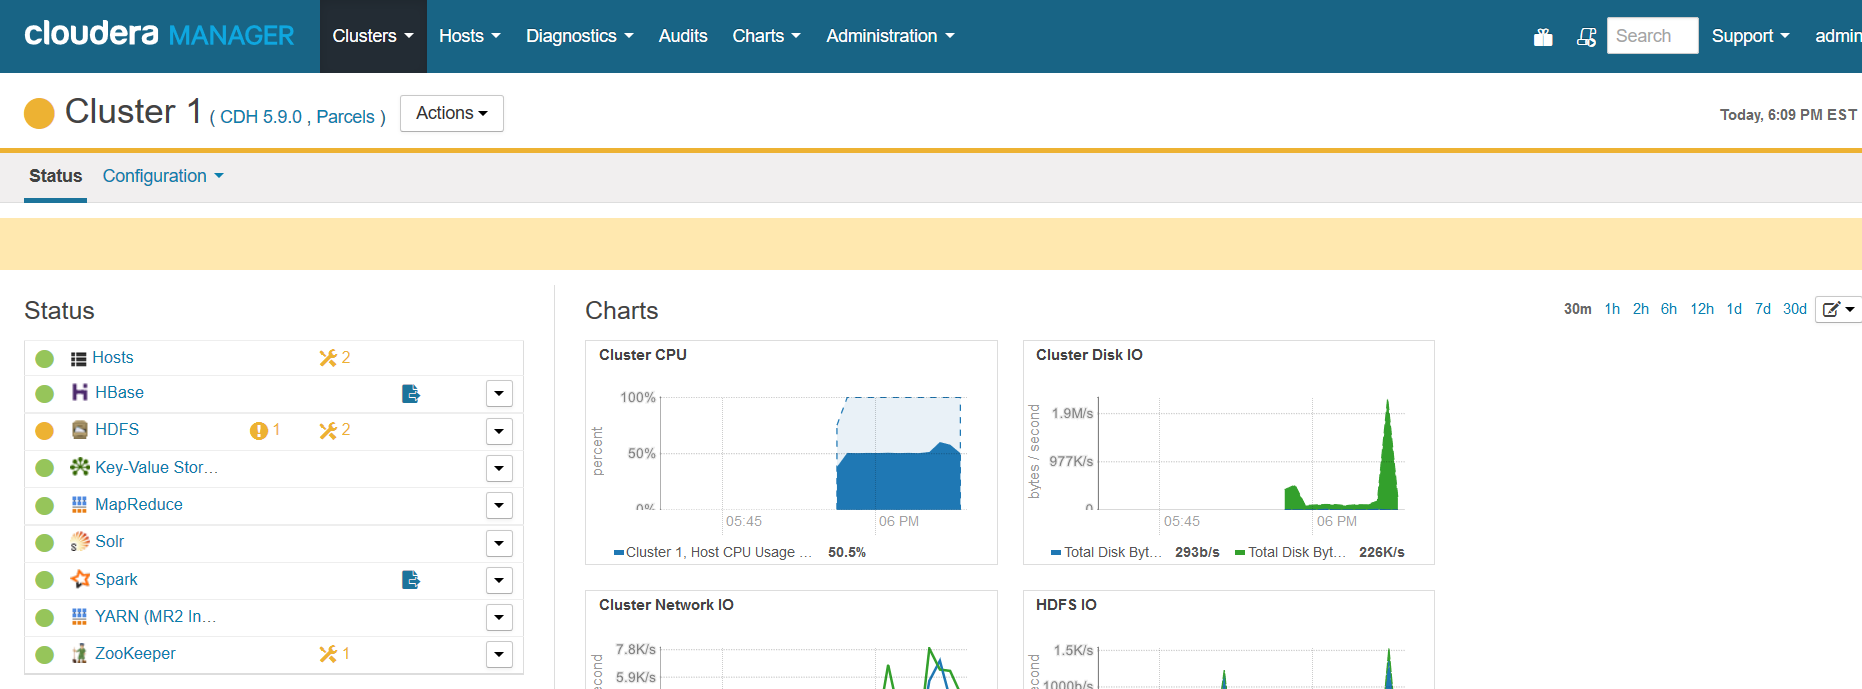 cloudera MANAGER Clusters Hosts Diagnostics Audits Charts Administration Search Support admin
Cluster 1 ( CDH 5.9.0 , Parcels ) Actions
Today, 6:09 PM EST
Status Configuration
Status
Hosts 2
HBase
HDFS 1 2
Key-Value Stor...
MapReduce
Solr
Spark
YARN (MR2 In...
ZooKeeper 1
Charts
30m 1h 2h 6h 12h 1d 7d 30d
Cluster CPU
percent
100%
50%
0%
05:45 06 PM
Cluster 1, Host CPU Usage ... 50.5%
Cluster Disk IO
bytes / second
1.9M/s
977K/s
0
05:45 06 PM
Total Disk Byt... 293b/s Total Disk Byt... 226K/s
Cluster Network IO
7.8K/s
5.9K/s
HDFS IO
1.5K/s
1000b/s